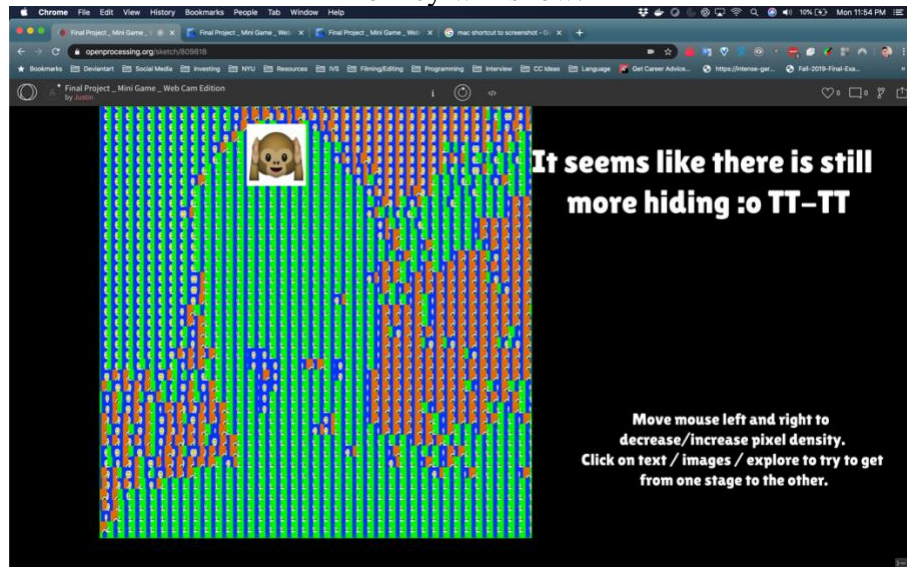 Chrome File Edit View History Bookmarks People Tab Window Help
10% Mon 11:54 PM
Final Project _ Mini Game _
Final Project _ Mini Game _ Web
Final Project _ Mini Game _ Web
mac shortcut to screenshot - G
openprocessing.org/sketch/809818
Bookmarks Deviantart Social Media Investing NYU Resources IVS Filming/Editing Programming Interview CC Ideas Language Get Career Advice... https://intense-gar... Fall-2019-Final-Exa...
Final Project _ Mini Game _ Web Cam Edition
by Justin
It seems like there is still
more hiding :o TT-TT
Move mouse left and right to
decrease/increase pixel density.
Click on text / images / explore to try to get
from one stage to the other.